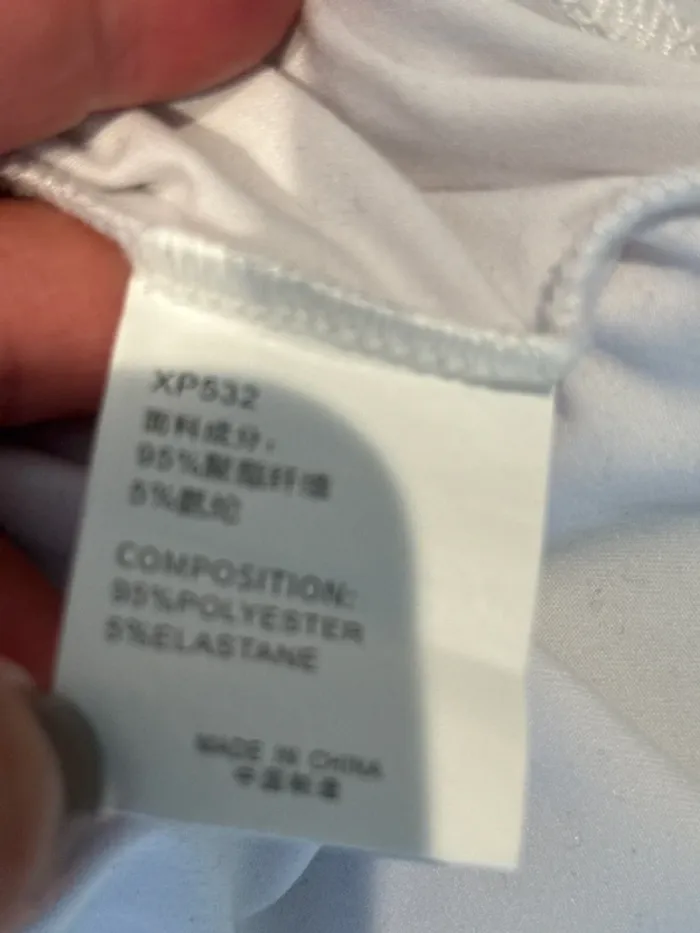 XP532
面料成分:
95%聚酯纤维
5%氨纶
COMPOSITION:
95%POLYESTER
5%ELASTANE
MADE IN CHINA
中国制造